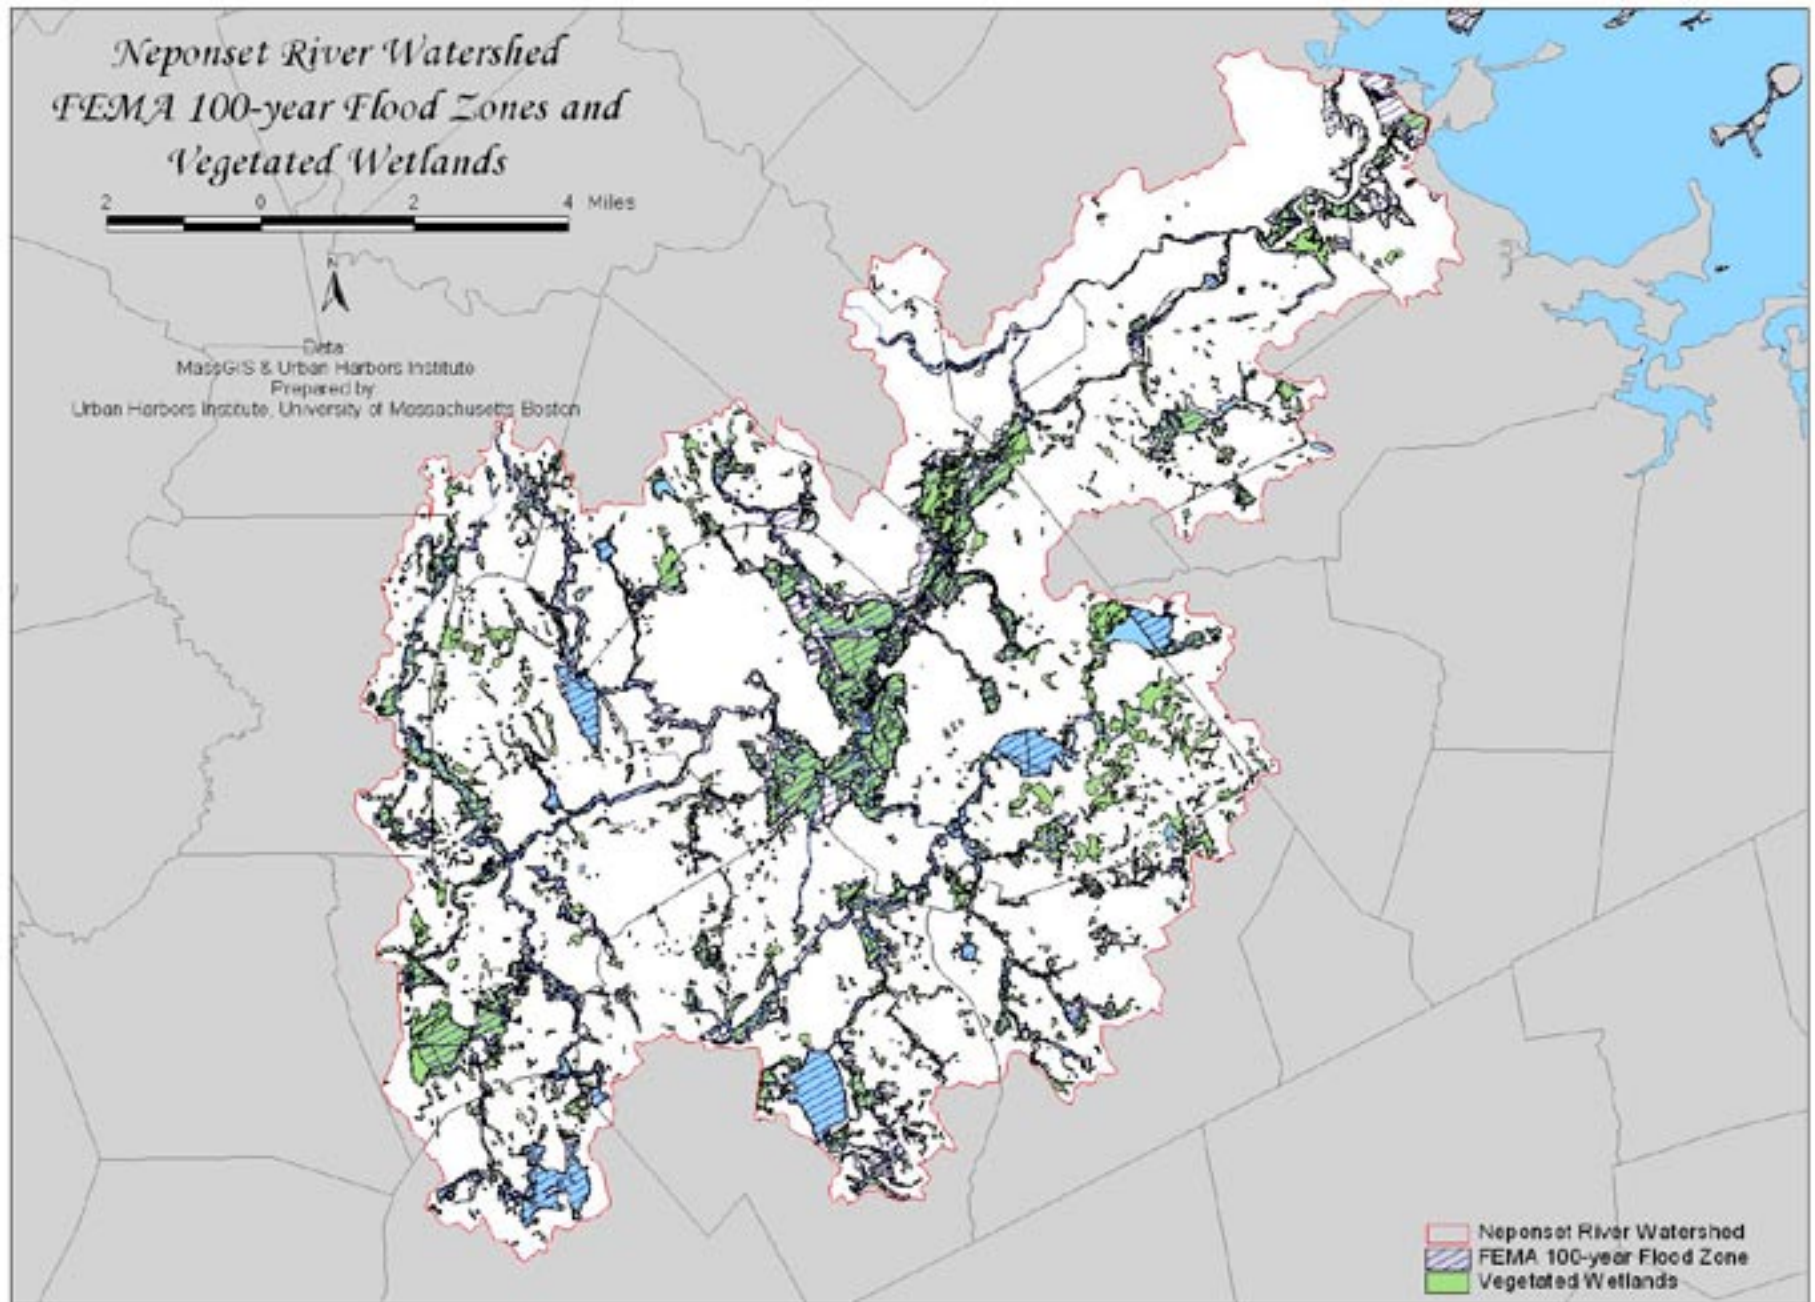 Neponset River Watershed
FEMA 100-year Flood Zones and
Vegetated Wetlands
2 0 2 4 Miles
N
Data:
MassGIS & Urban Harbors Institute
Prepared by:
Urban Harbors Institute, University of Massachusetts Boston
Neponset River Watershed
FEMA 100-year Flood Zone
Vegetated Wetlands